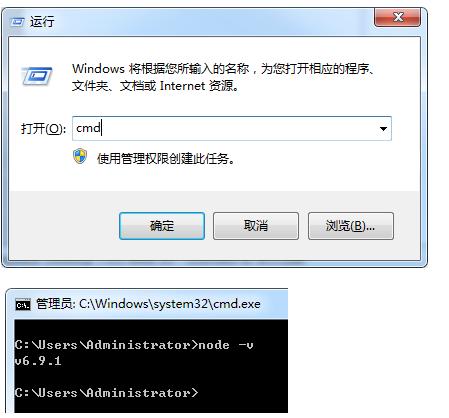 运行
Windows 将根据您所输入的名称，为您打开相应的程序、
文件夹、文档或 Internet 资源。
打开(O): cmd
使用管理权限创建此任务。
确定 取消 浏览(B)...
管理员: C:\Windows\system32\cmd.exe
C:\Users\Administrator>node -v
v6.9.1
C:\Users\Administrator>